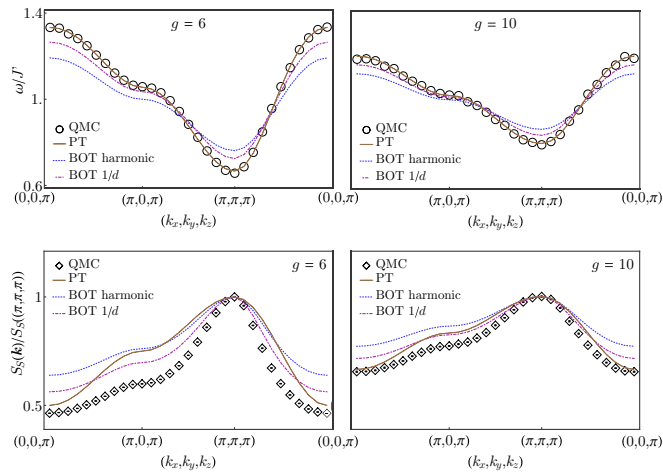 1.4
g = 6
g = 10
ω/J′
1.0
QMC
PT
BOT harmonic
BOT 1/d
QMC
PT
BOT harmonic
BOT 1/d
0.6
(0,0,π) (π,0,π) (π,π,π) (0,0,π)
(π,0,π) (π,π,π) (0,0,π)
(kx,ky,kz)
(kx,ky,kz)
QMC
PT
BOT harmonic
BOT 1/d
g = 6
QMC
PT
BOT harmonic
BOT 1/d
g = 10
1
SS(k)/SS((π,π,π))
0.5
(0,0,π) (π,0,π) (π,π,π) (0,0,π)
(π,0,π) (π,π,π) (0,0,π)
(kx,ky,kz)
(kx,ky,kz)